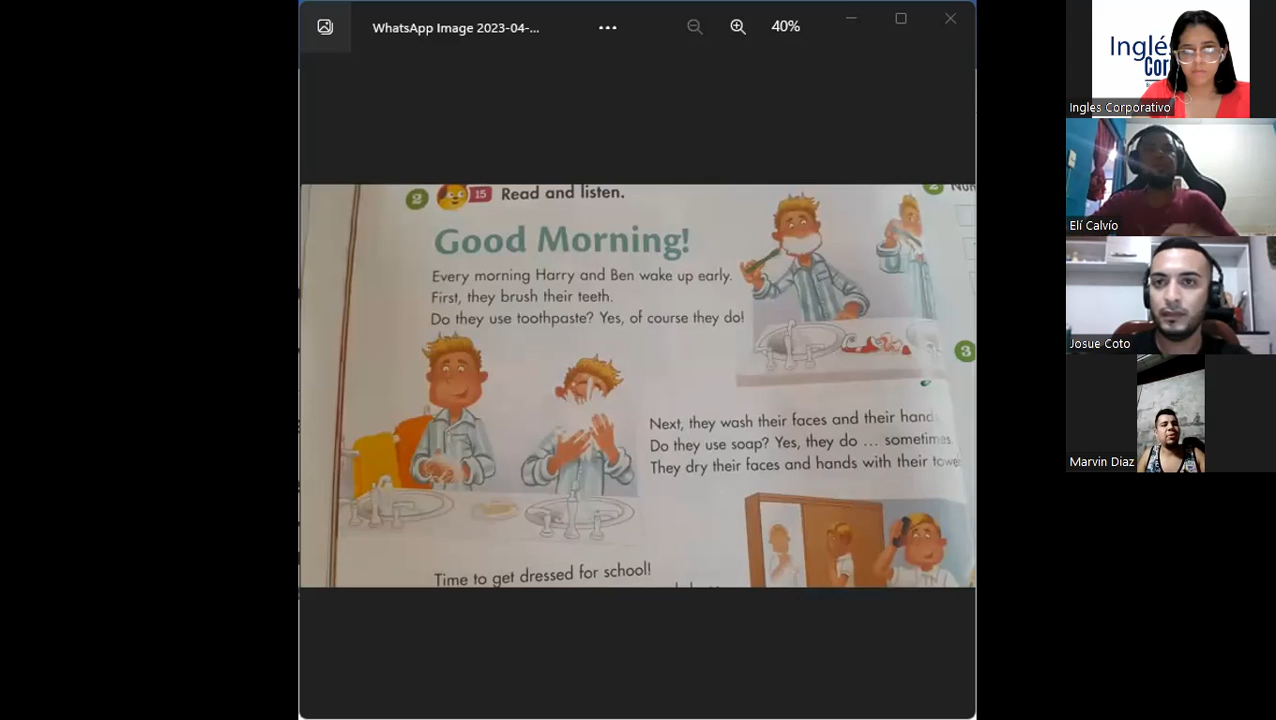 WhatsApp Image 2023-04-...
40%
2 15 Read and listen.
Good Morning!
Every morning Harry and Ben wake up early.
First, they brush their teeth.
Do they use toothpaste? Yes, of course they do!
2
3
Next, they wash their faces and their hand
Do they use soap? Yes, they do ... sometimes.
They dry their faces and hands with their towe
Time to get dressed for school!
Inglés
Cor
Ingles Corporativo
Elí Calvío
Josue Coto
Marvin Diaz